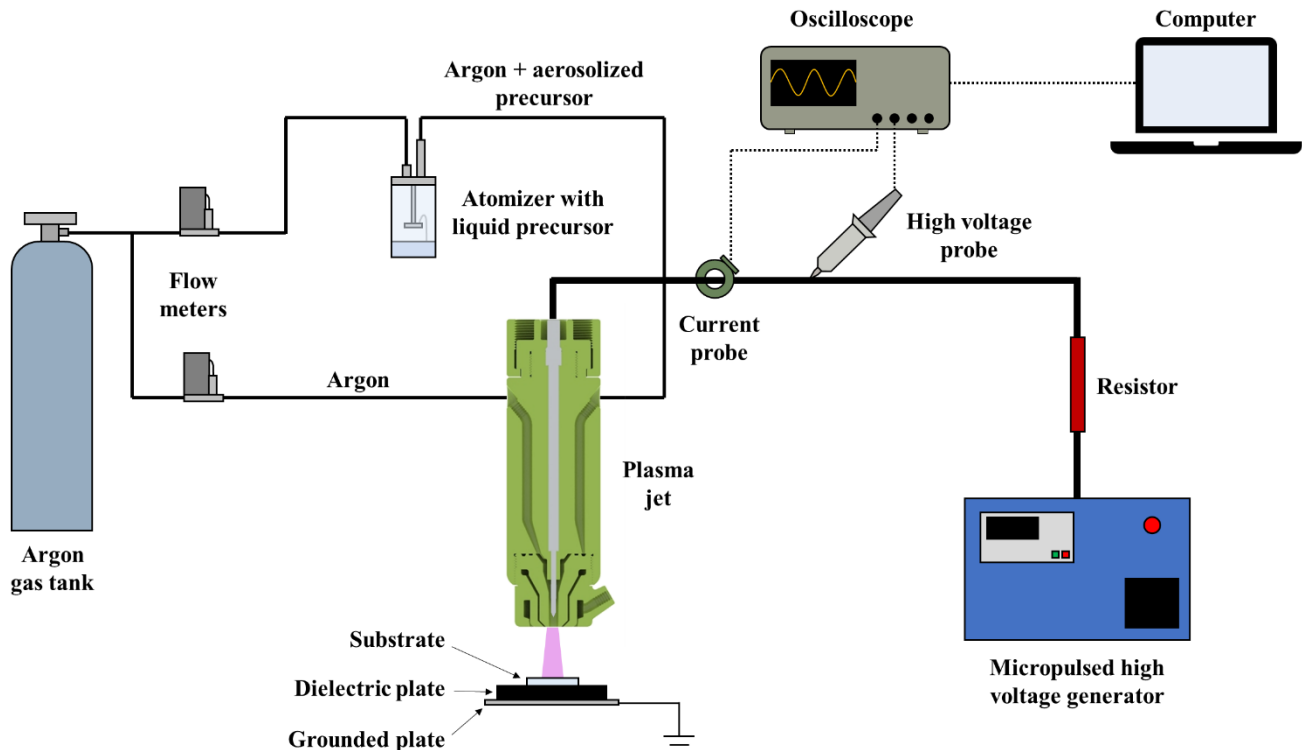 Oscilloscope
Computer
Argon + aerosolized
precursor
Atomizer with
liquid precursor
High voltage
probe
Flow
meters
Current
probe
Argon
Resistor
Plasma
jet
Argon
gas tank
Substrate
Dielectric plate
Grounded plate
Micropulsed high
voltage generator